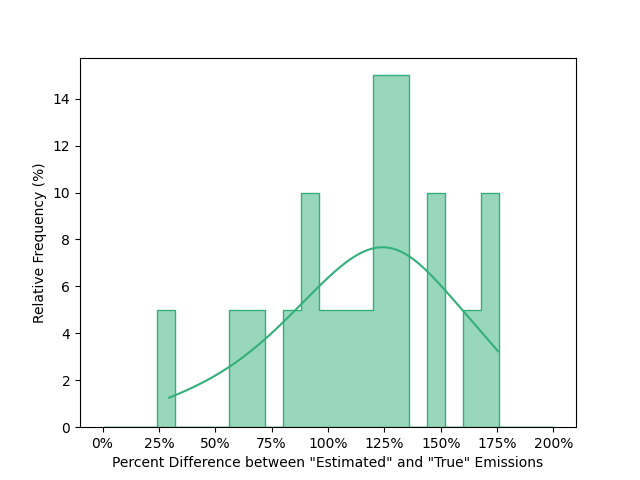 14
12
10
8
6
4
2
0
Relative Frequency (%)
0% 25% 50% 75% 100% 125% 150% 175% 200%
Percent Difference between "Estimated" and "True" Emissions